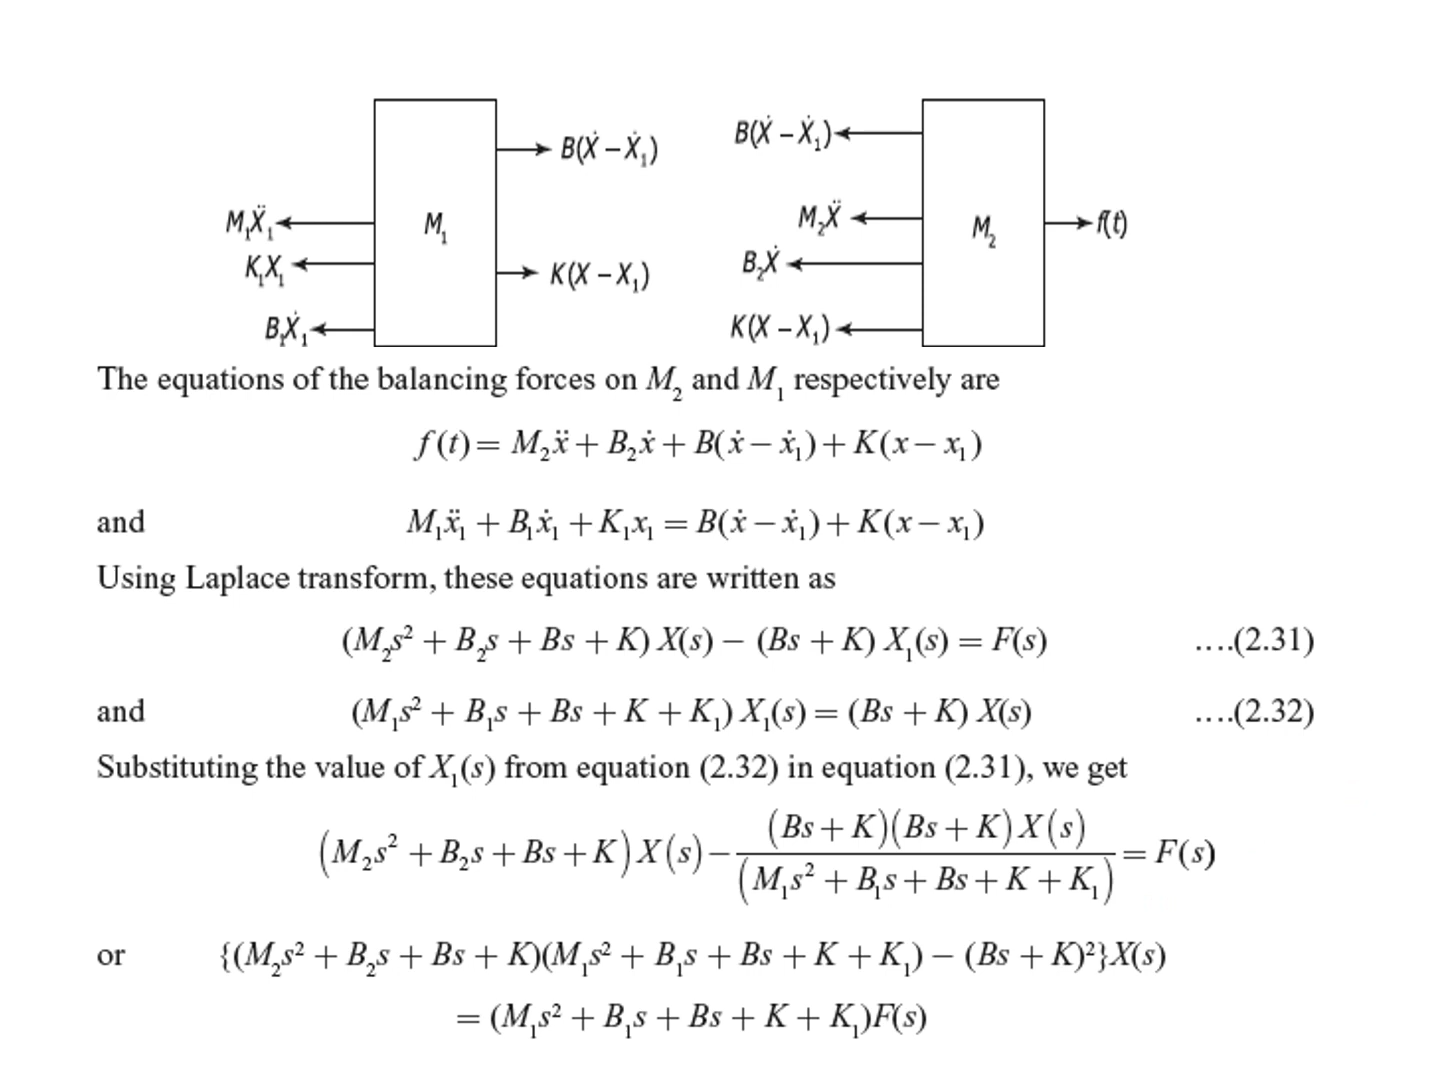 B(Ẋ – Ẋ₁)
M₁Ẍ₁
M₁
K₁X₁
K(X – X₁)
B₁Ẋ₁
B(Ẋ – Ẋ₁)
M₂Ẍ
M₂
f(t)
B₂Ẋ
K(X – X₁)
The equations of the balancing forces on M₂ and M₁ respectively are
f(t) = M₂ẍ + B₂ẋ + B(ẋ – ẋ₁) + K(x – x₁)
and M₁ẍ₁ + B₁ẋ₁ + K₁x₁ = B(ẋ – ẋ₁) + K(x – x₁)
Using Laplace transform, these equations are written as
(M₂s² + B₂s + Bs + K) X(s) – (Bs + K) X₁(s) = F(s) ....(2.31)
and (M₁s² + B₁s + Bs + K + K₁) X₁(s) = (Bs + K) X(s) ....(2.32)
Substituting the value of X₁(s) from equation (2.32) in equation (2.31), we get
(M₂s² + B₂s + Bs + K) X(s) – (Bs + K)(Bs + K) X(s) / (M₁s² + B₁s + Bs + K + K₁) = F(s)
or {(M₂s² + B₂s + Bs + K)(M₁s² + B₁s + Bs + K + K₁) – (Bs + K)²}X(s)
= (M₁s² + B₁s + Bs + K + K₁)F(s)